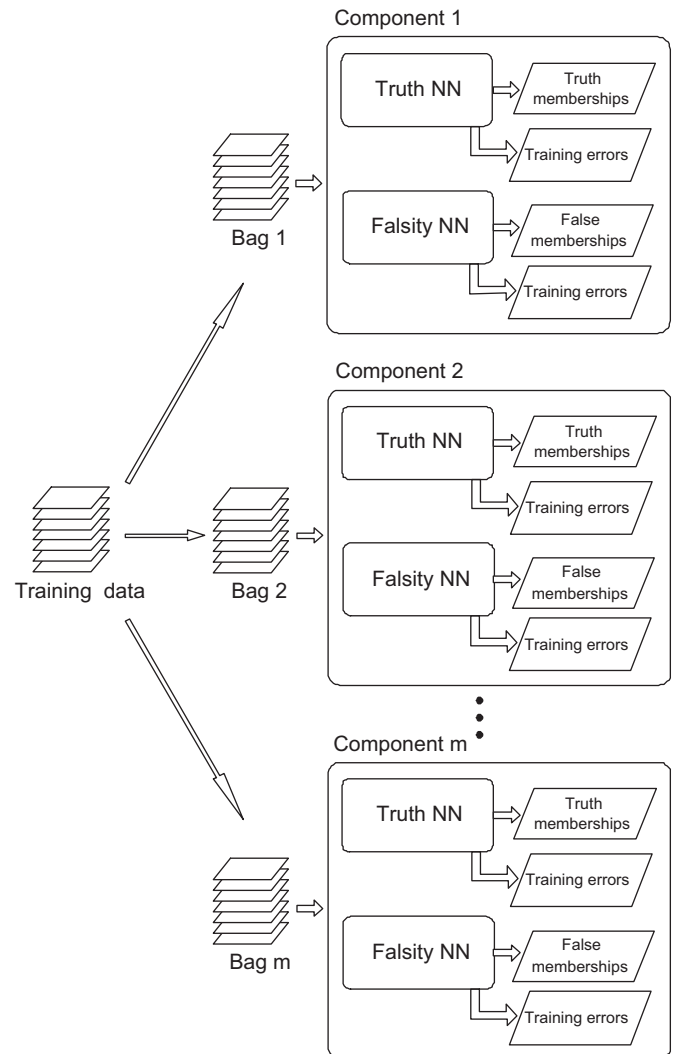 Component 1
Truth NN
Truth
memberships
Training errors
Falsity NN
False
memberships
Training errors
Bag 1
Component 2
Truth NN
Truth
memberships
Training errors
Falsity NN
False
memberships
Training errors
Training data
Bag 2
Component m
Truth NN
Truth
memberships
Training errors
Falsity NN
False
memberships
Training errors
Bag m